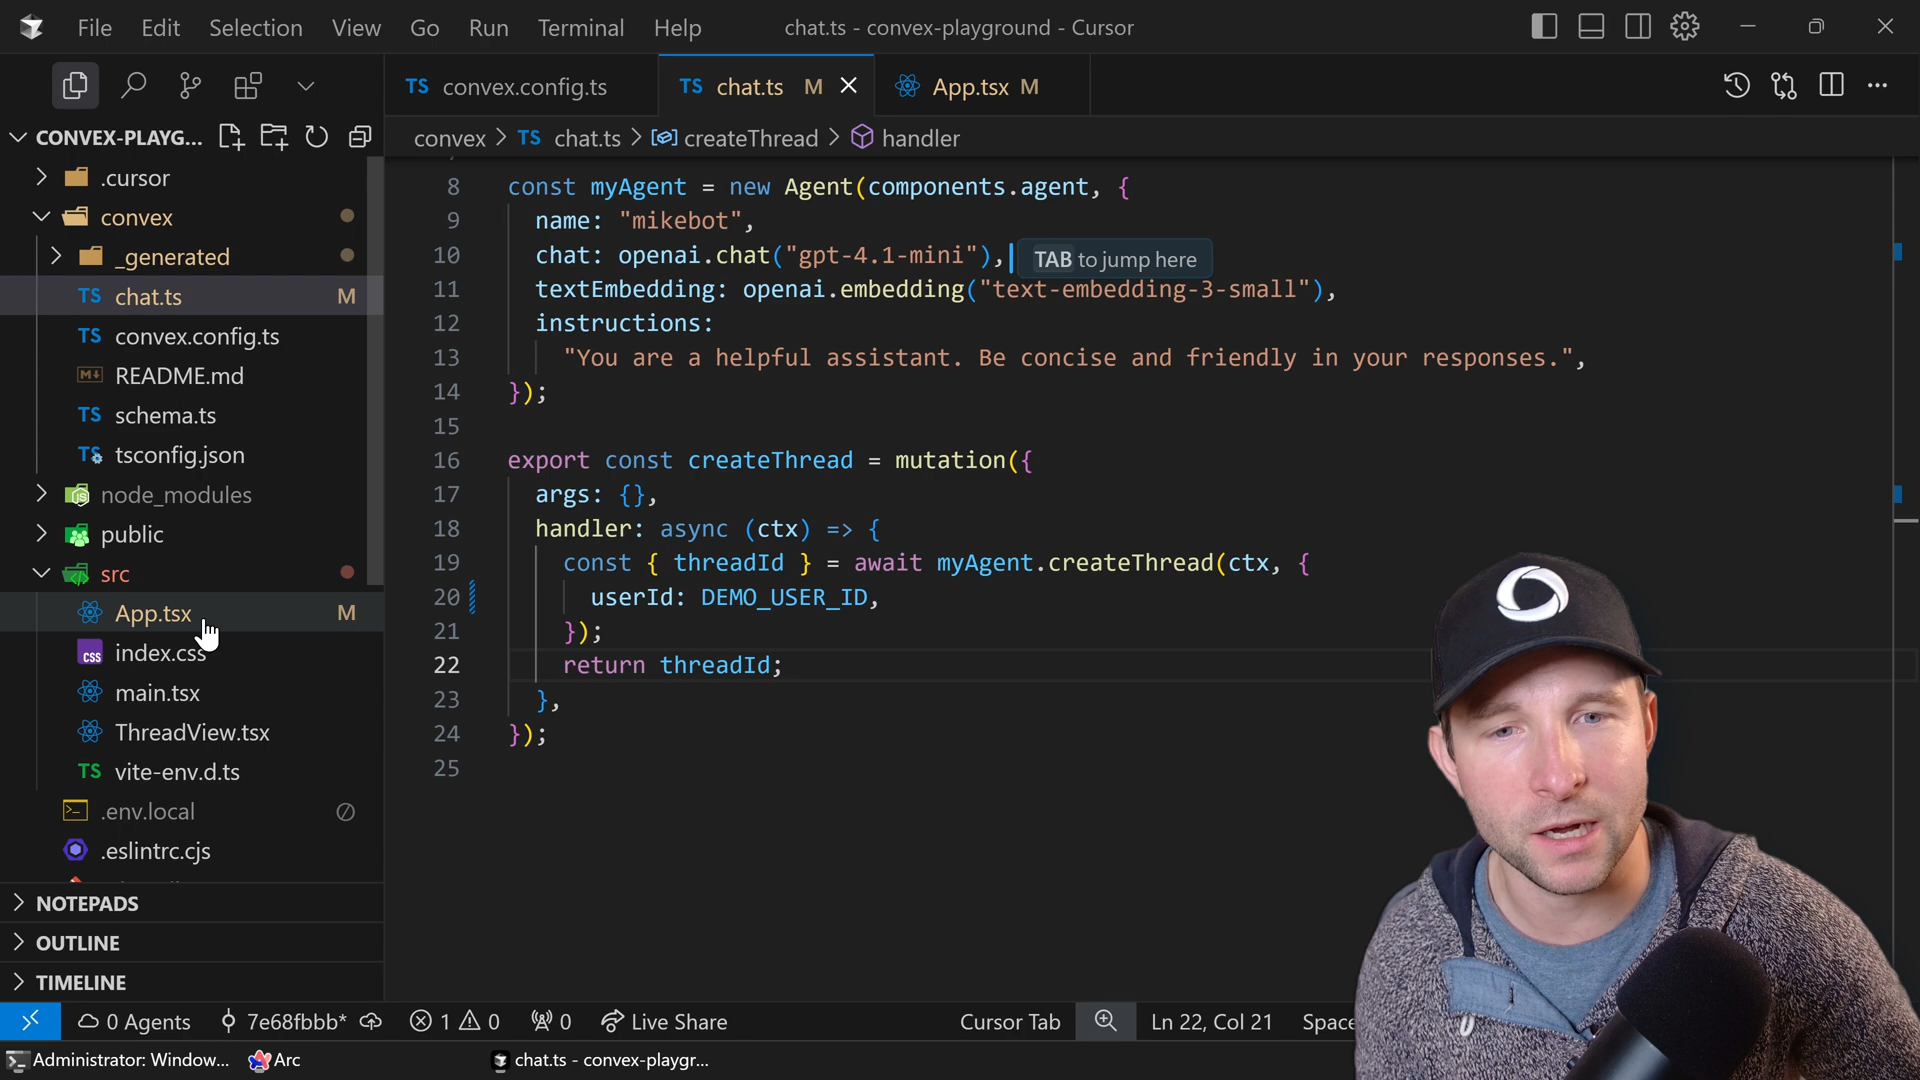 File Edit Selection View Go Run Terminal Help
chat.ts - convex-playground - Cursor
TS convex.config.ts
TS chat.ts M
App.tsx M
CONVEX-PLAYG...
convex > TS chat.ts > createThread > handler
.cursor
convex
_generated
TS chat.ts M
TS convex.config.ts
README.md
TS schema.ts
TS tsconfig.json
node_modules
public
src
App.tsx M
CSS index.css
main.tsx
ThreadView.tsx
TS vite-env.d.ts
.env.local
.eslintrc.cjs
NOTEPADS
OUTLINE
TIMELINE
8 const myAgent = new Agent(components.agent, {
9 name: "mikebot",
10 chat: openai.chat("gpt-4.1-mini"), TAB to jump here
11 textEmbedding: openai.embedding("text-embedding-3-small"),
12 instructions:
13 "You are a helpful assistant. Be concise and friendly in your responses.",
14 });
15
16 export const createThread = mutation({
17 args: {},
18 handler: async (ctx) => {
19 const { threadId } = await myAgent.createThread(ctx, {
20 userId: DEMO_USER_ID,
21 });
22 return threadId;
23 },
24 });
25
0 Agents 7e68fbbb* 1 0 0 Live Share
Cursor Tab Ln 22, Col 21
Administrator: Window... Arc chat.ts - convex-playgr...